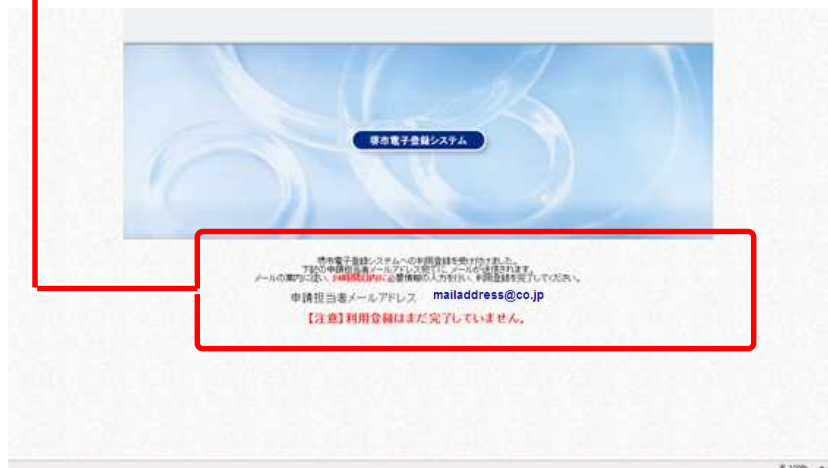 堺市電子登録システム
堺市電子登録システムへの利用登録を受け付けました。
下記の申請担当者メールアドレス宛てに、メールが送信されます。
メールの案内に従い、24時間以内に必要情報の入力を行い、利用登録を完了してください。
申請担当者メールアドレス mailaddress@co.jp
【注意】利用登録はまだ完了していません。
100%